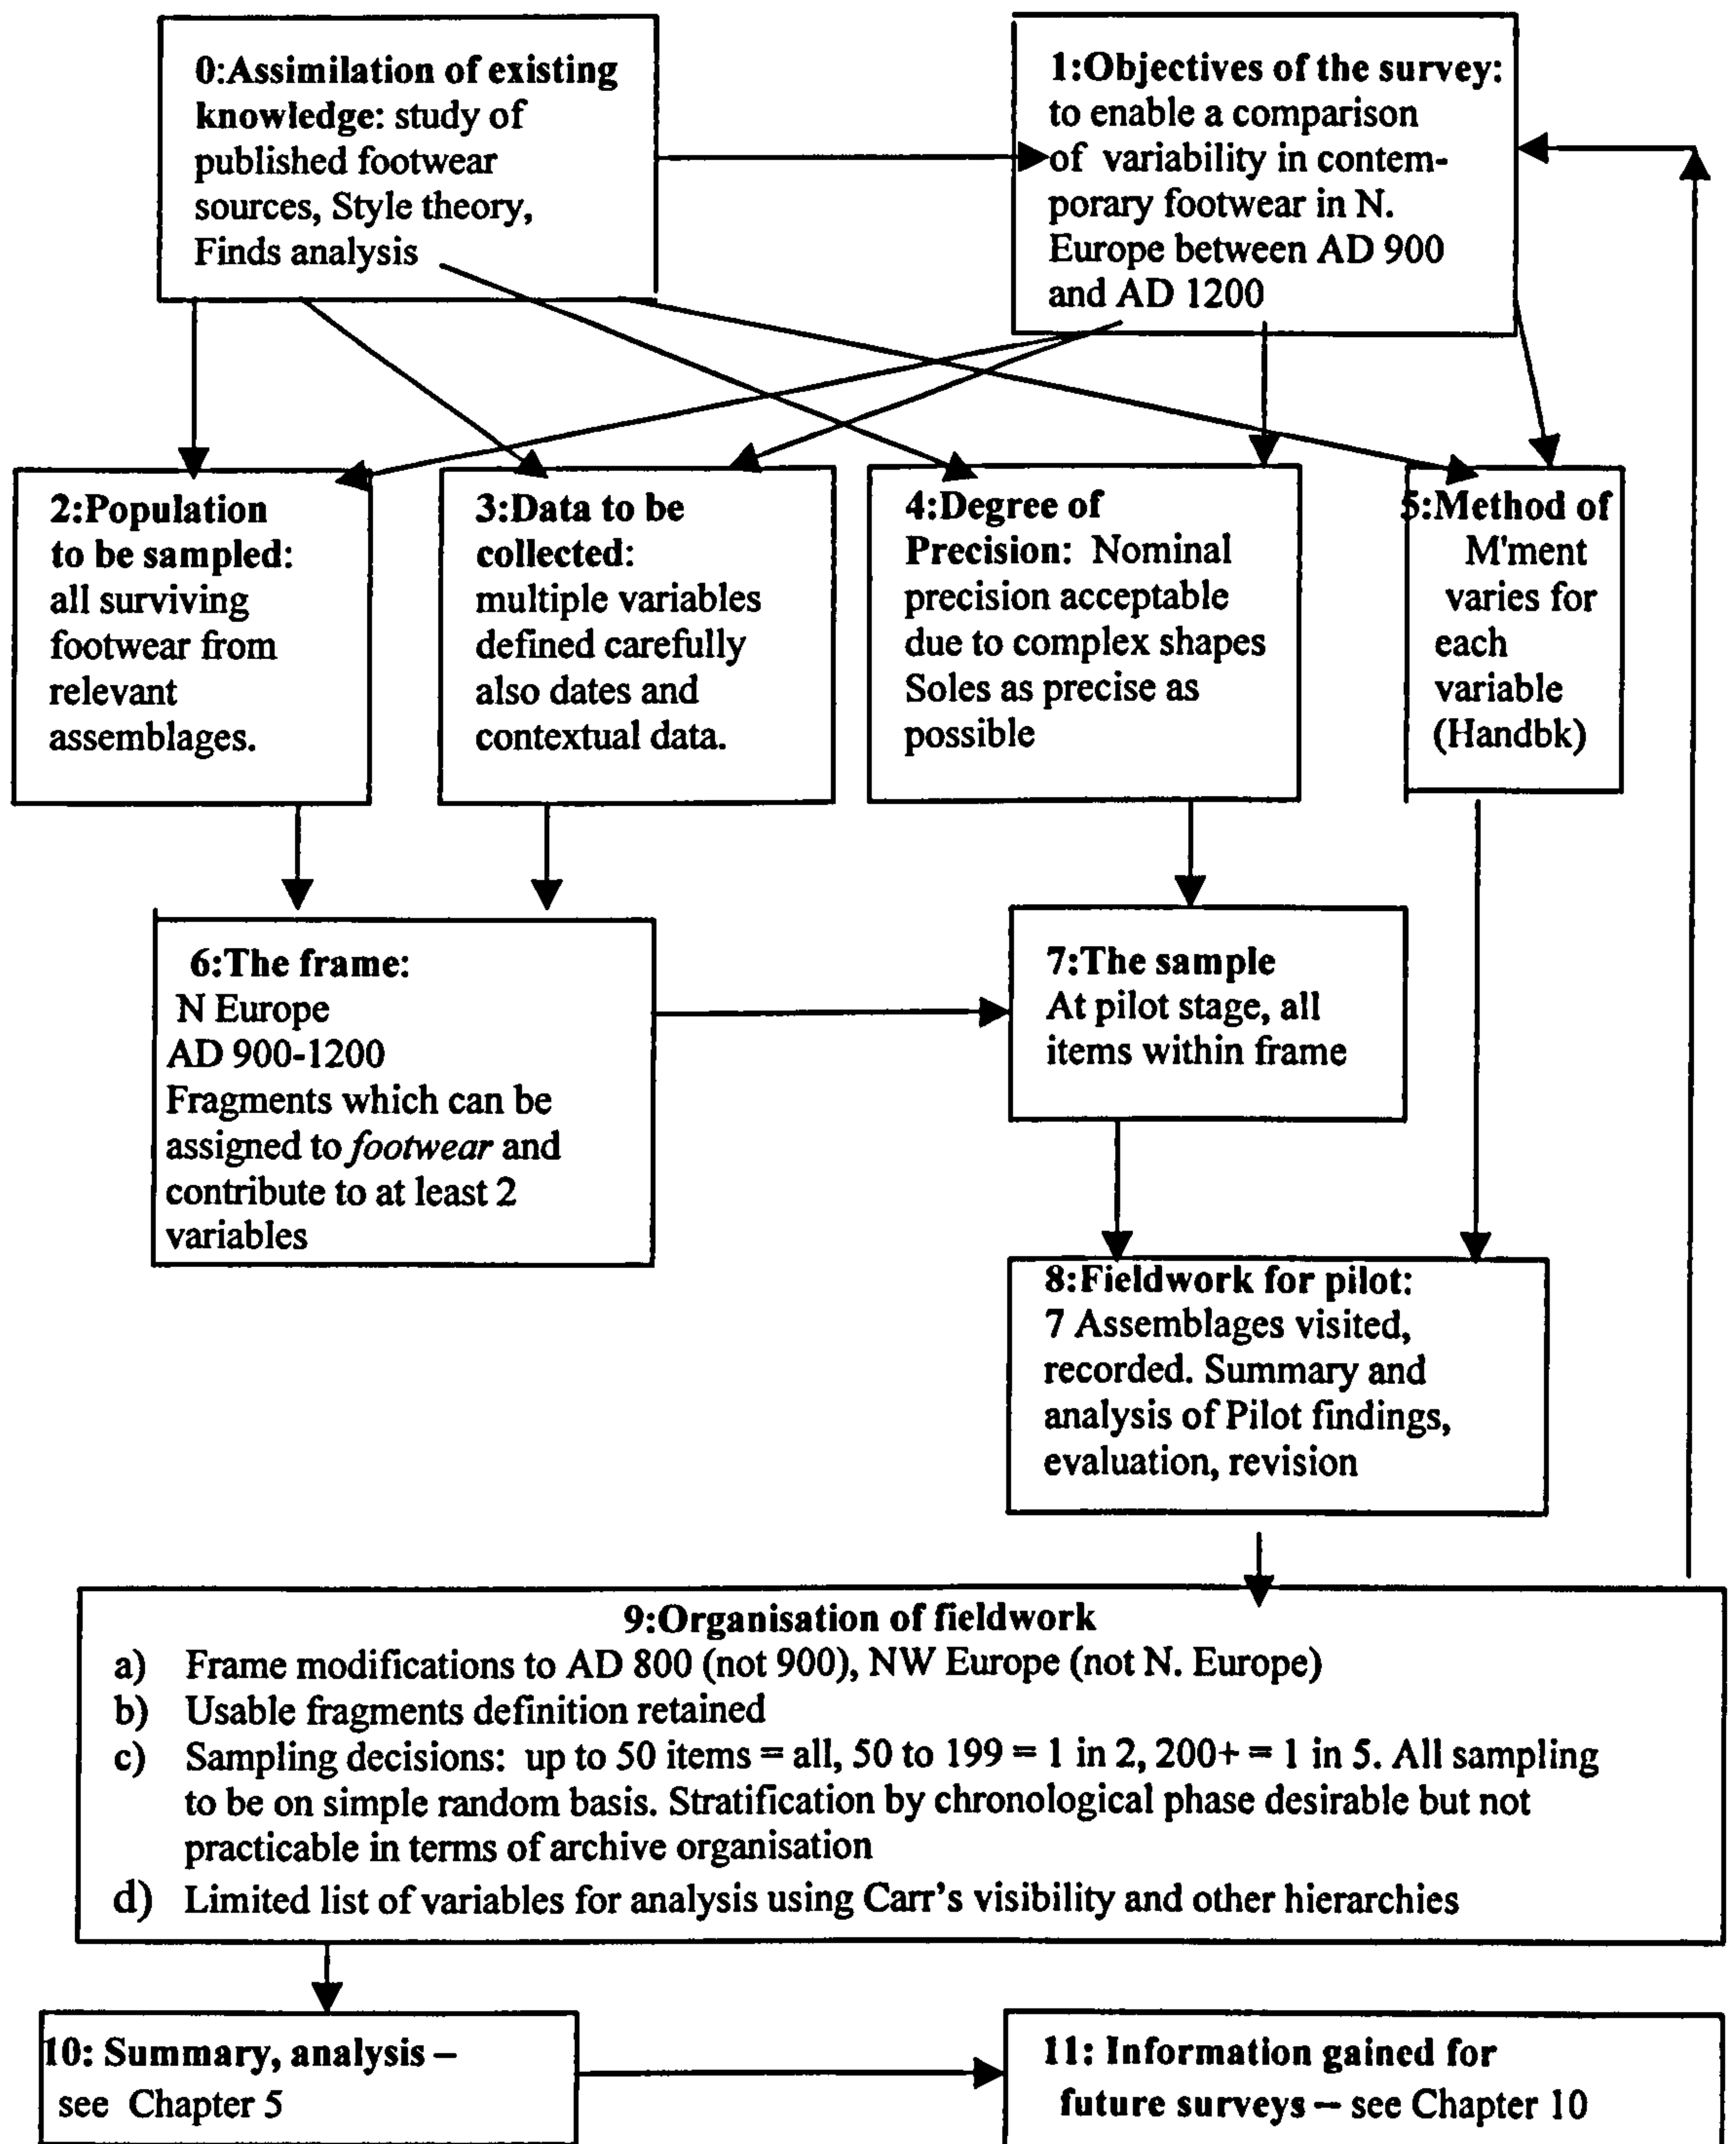 0:Assimilation of existing
knowledge: study of
published footwear
sources, Style theory,
Finds analysis
1:Objectives of the survey:
to enable a comparison
of variability in contem-
porary footwear in N.
Europe between AD 900
and AD 1200
2:Population
to be sampled:
all surviving
footwear from
relevant
assemblages.
3:Data to be
collected:
multiple variables
defined carefully
also dates and
contextual data.
4:Degree of
Precision: Nominal
precision acceptable
due to complex shapes
Soles as precise as
possible
5:Method of
M'ment
varies for
each
variable
(Handbk)
6:The frame:
N Europe
AD 900-1200
Fragments which can be
assigned to footwear and
contribute to at least 2
variables
7:The sample
At pilot stage, all
items within frame
8:Fieldwork for pilot:
7 Assemblages visited,
recorded. Summary and
analysis of Pilot findings,
evaluation, revision
9:Organisation of fieldwork
a) Frame modifications to AD 800 (not 900), NW Europe (not N. Europe)
b) Usable fragments definition retained
c) Sampling decisions: up to 50 items = all, 50 to 199 = 1 in 2, 200+ = 1 in 5. All sampling
to be on simple random basis. Stratification by chronological phase desirable but not
practicable in terms of archive organisation
d) Limited list of variables for analysis using Carr's visibility and other hierarchies
10: Summary, analysis –
see Chapter 5
11: Information gained for
future surveys – see Chapter 10